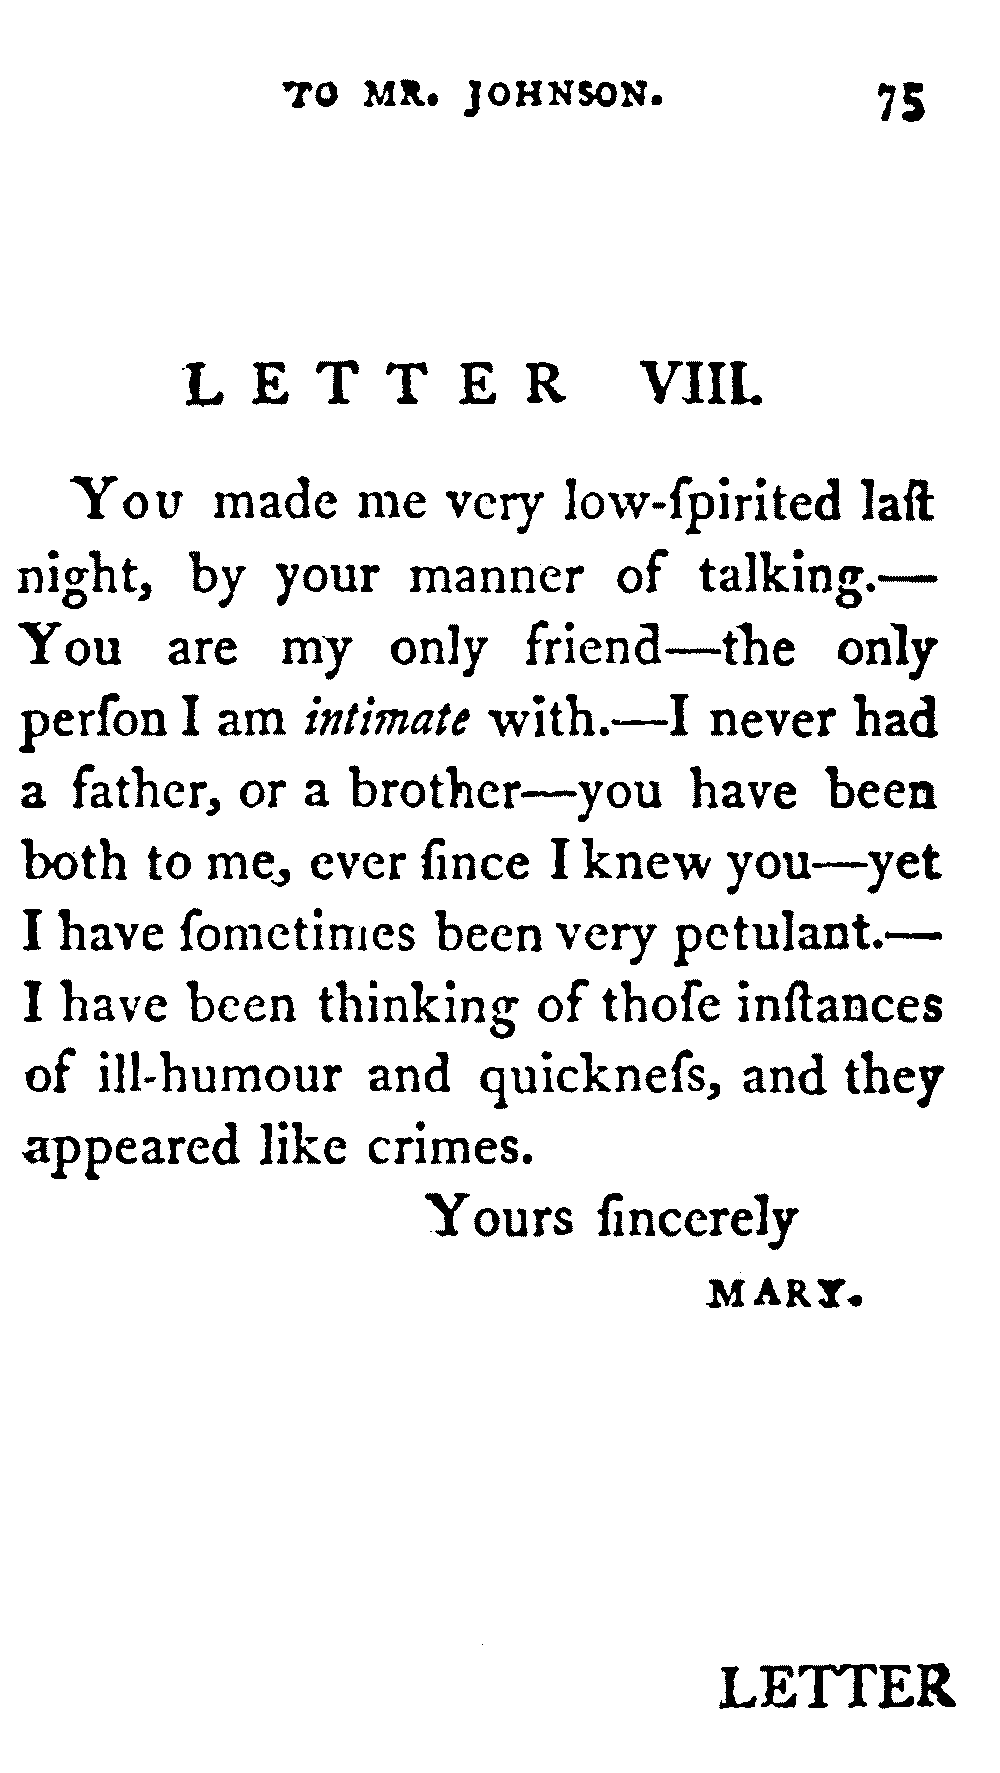 TO MR. JOHNSON. 75
LETTER VIII.
You made me very low-ſpirited laſt
night, by your manner of talking.—
You are my only friend—the only
perſon I am intimate with.—I never had
a father, or a brother—you have been
both to me, ever ſince I knew you—yet
I have ſometimes been very petulant.—
I have been thinking of thoſe inſtances
of ill-humour and quickneſs, and they
appeared like crimes.
Yours ſincerely
MARY.
LETTER